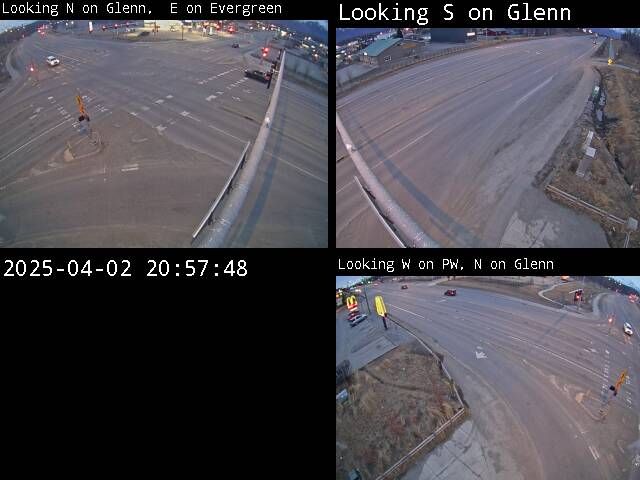 Looking N on Glenn,  E on Evergreen
Looking S on Glenn
2025-04-02 20:57:48
Looking W on PW, N on Glenn